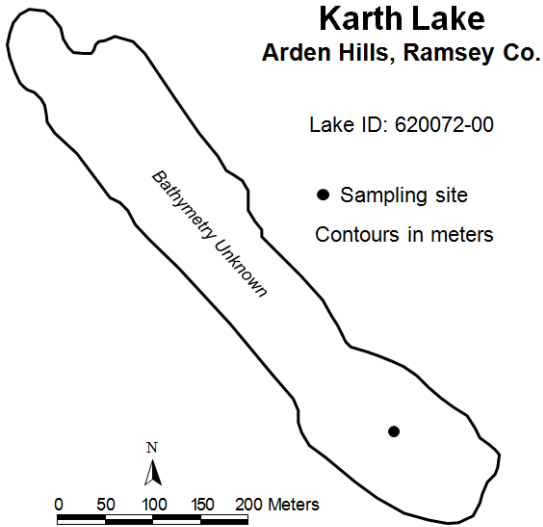 Karth Lake
Arden Hills, Ramsey Co.
Lake ID: 620072-00
Sampling site
Contours in meters
Bathymetry Unknown
N
0 50 100 150 200 Meters